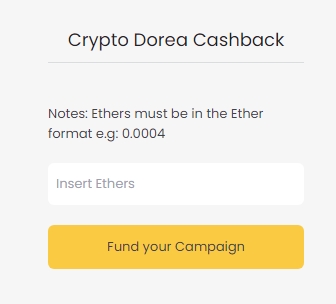 Crypto Dorea Cashback
Notes: Ethers must be in the Ether
format e.g: 0.0004
Insert Ethers
Fund your Campaign